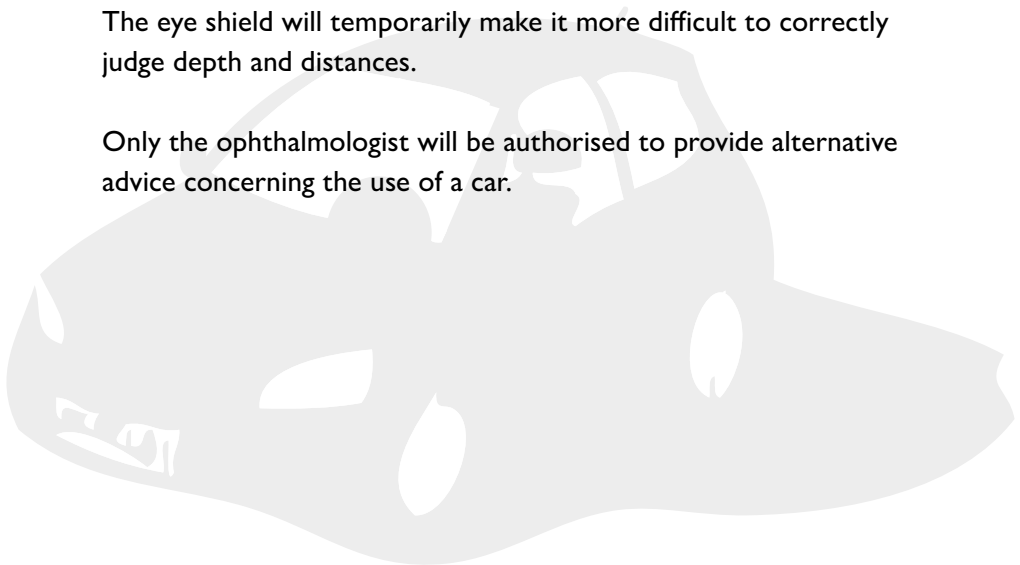 The eye shield will temporarily make it more difficult to correctly
judge depth and distances.
Only the ophthalmologist will be authorised to provide alternative
advice concerning the use of a car.